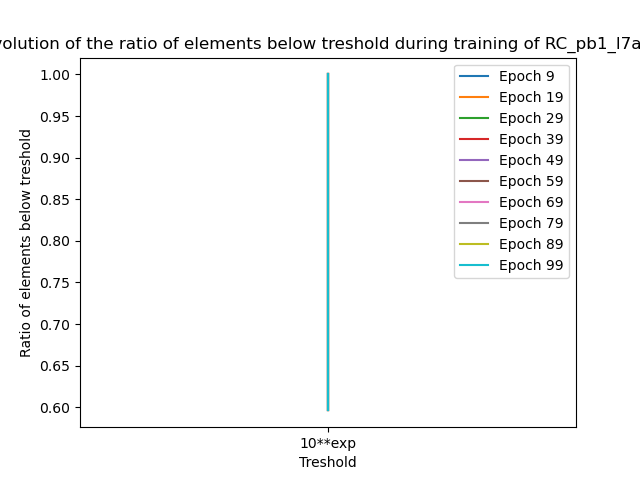 volution of the ratio of elements below treshold during training of RC_pb1_l7a
1.00
0.95
0.90
0.85
0.80
0.75
0.70
0.65
0.60
Ratio of elements below treshold
Epoch 9
Epoch 19
Epoch 29
Epoch 39
Epoch 49
Epoch 59
Epoch 69
Epoch 79
Epoch 89
Epoch 99
10**exp
Treshold